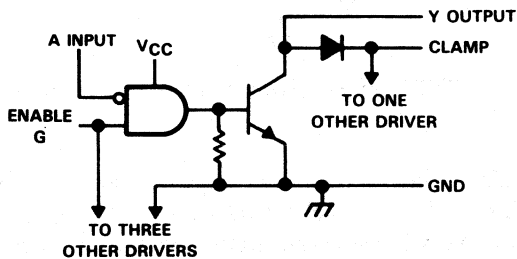 Y OUTPUT
A INPUT
VCC
CLAMP
TO ONE
OTHER DRIVER
ENABLE
G
GND
TO THREE
OTHER DRIVERS